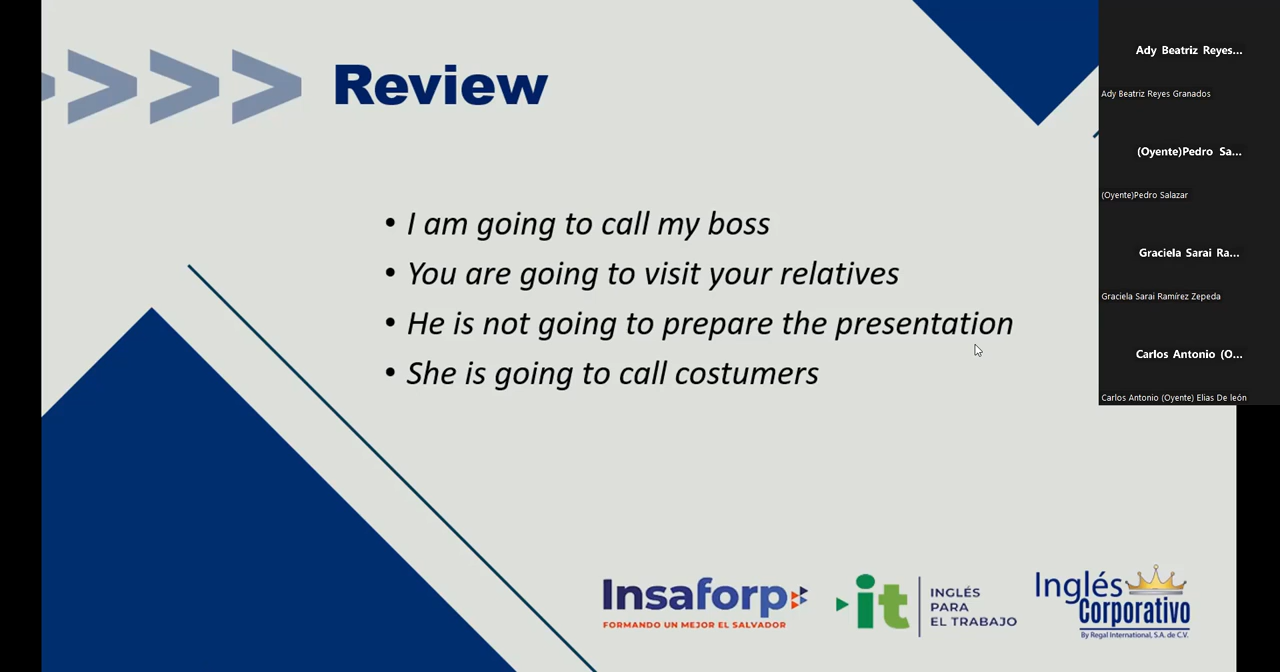 Review
• I am going to call my boss
• You are going to visit your relatives
• He is not going to prepare the presentation
• She is going to call costumers
Ady Beatriz Reyes...
Ady Beatriz Reyes Granados
(Oyente)Pedro Sa...
(Oyente)Pedro Salazar
Graciela Sarai Ra...
Graciela Sarai Ramírez Zepeda
Carlos Antonio (O...
Carlos Antonio (Oyente) Elias De león
Insaforp
FORMANDO UN MEJOR EL SALVADOR
it
INGLÉS
PARA
EL TRABAJO
Inglés
Corporativo
By Regal International, S.A. de C.V.